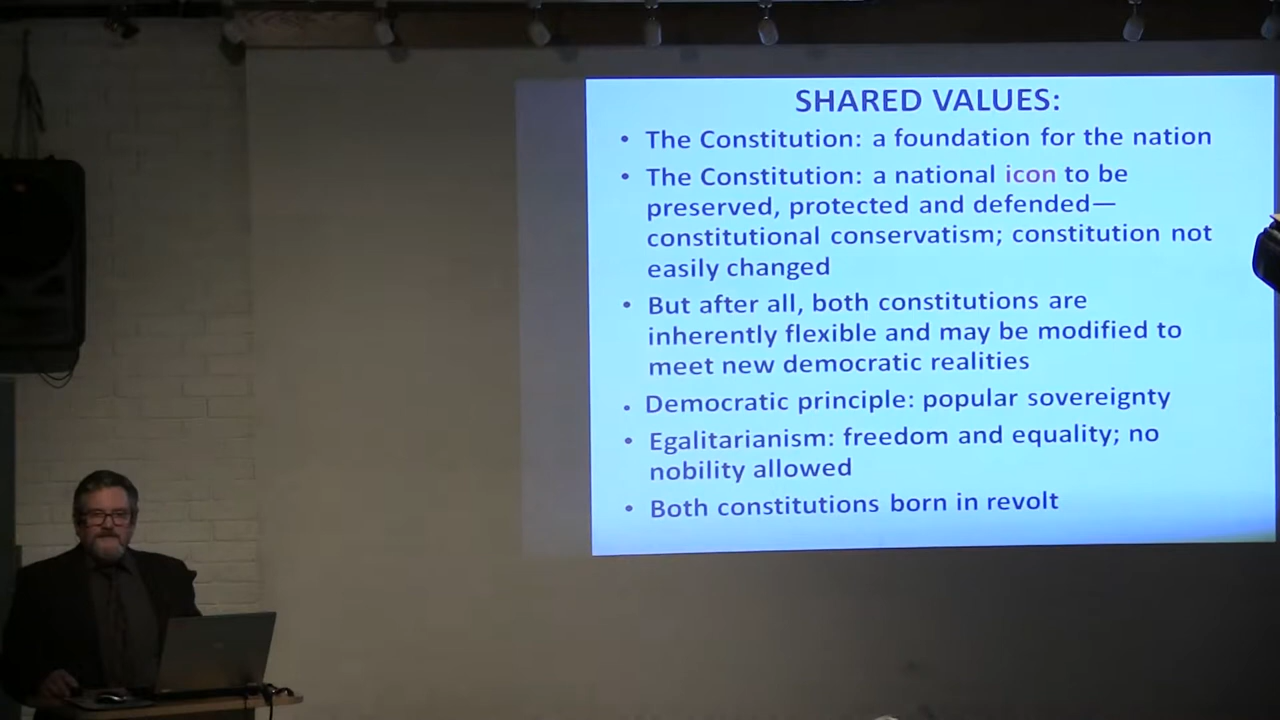 SHARED VALUES:
• The Constitution: a foundation for the nation
• The Constitution: a national icon to be
preserved, protected and defended—
constitutional conservatism; constitution not
easily changed
• But after all, both constitutions are
inherently flexible and may be modified to
meet new democratic realities
• Democratic principle: popular sovereignty
• Egalitarianism: freedom and equality; no
nobility allowed
• Both constitutions born in revolt